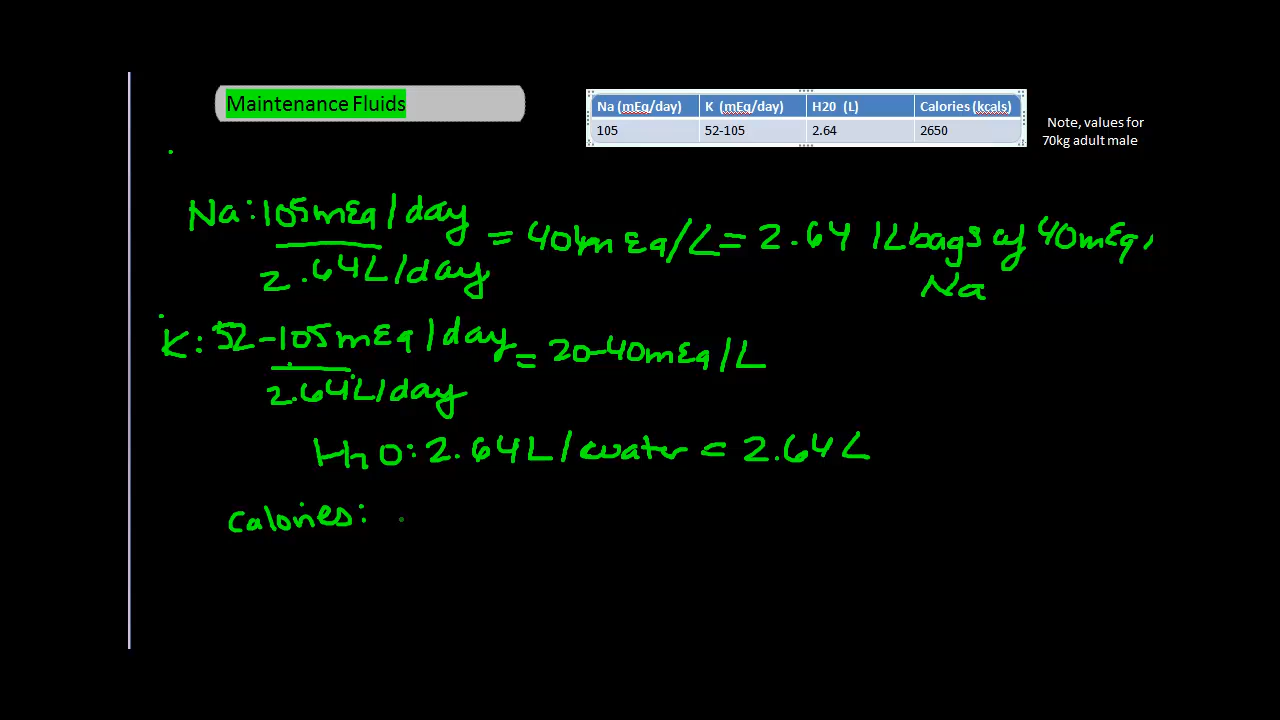 Maintenance Fluids
Na (mEq/day) K (mEq/day) H20 (L) Calories (kcals)
105 52-105 2.64 2650
Note, values for
70kg adult male
Na: 105mEq/day
2.64L/day
= 40mEq/L = 2.64 1L bags of 40mEq
Na
K: 52-105mEq/day
2.64L/day
= 20-40mEq/L
H2O: 2.64L/water = 2.64L
Calories: